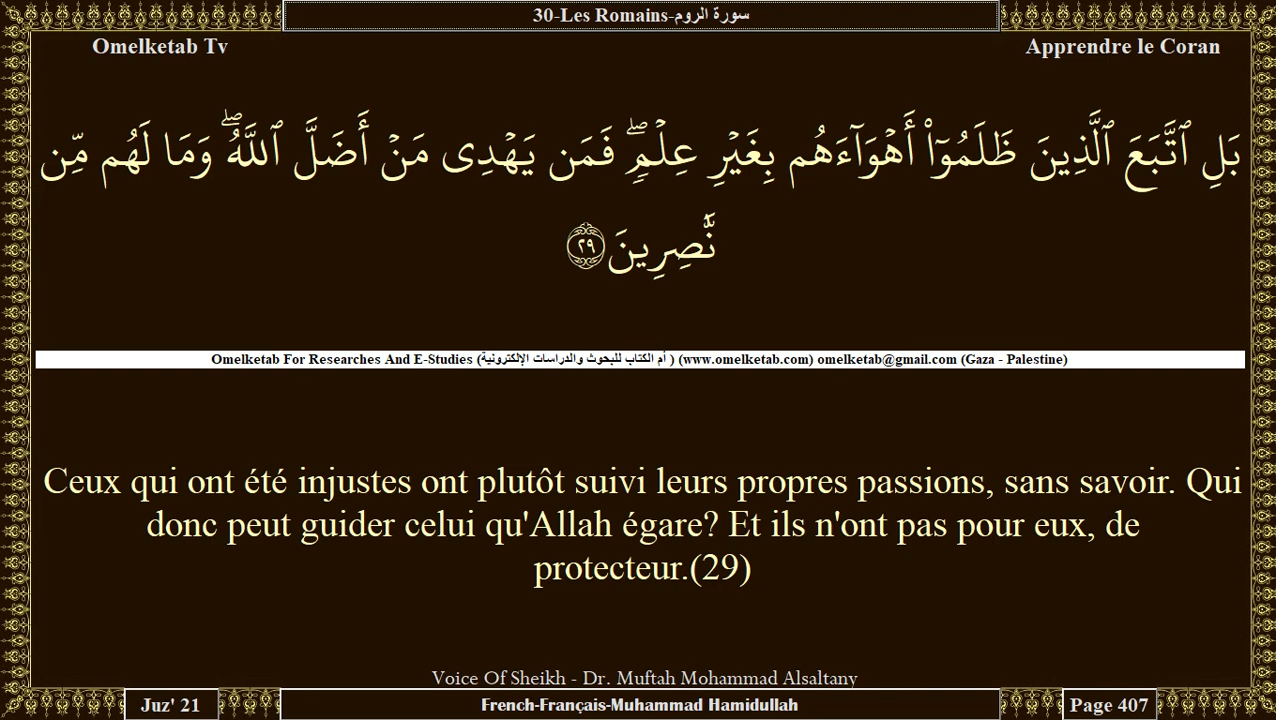 30-Les Romains-سورة الروم
Omelketab Tv
Apprendre le Coran
بَلِ ٱتَّبَعَ ٱلَّذِينَ ظَلَمُوٓا۟ أَهْوَآءَهُم بِغَيْرِ عِلْمٍۢ ۖ فَمَن يَهْدِى مَنْ أَضَلَّ ٱللَّهُ ۖ وَمَا لَهُم مِّن
نَّٰصِرِينَ ٢٩
Omelketab For Researches And E-Studies (أم الكتاب للبحوث والدراسات الإلكترونية ) (www.omelketab.com) omelketab@gmail.com (Gaza - Palestine)
Ceux qui ont été injustes ont plutôt suivi leurs propres passions, sans savoir. Qui
donc peut guider celui qu'Allah égare? Et ils n'ont pas pour eux, de
protecteur.(29)
Voice Of Sheikh - Dr. Muftah Mohammad Alsaltany
Juz' 21
French-Français-Muhammad Hamidullah
Page 407